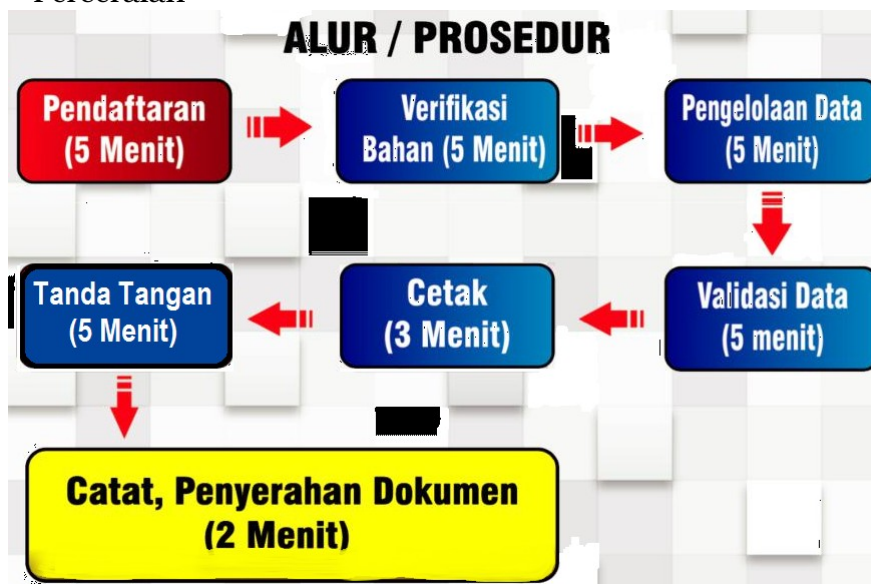 Perceraian
ALUR / PROSEDUR
Pendaftaran
(5 Menit)
Verifikasi
Bahan (5 Menit)
Pengelolaan Data
(5 Menit)
Validasi Data
(5 menit)
Cetak
(3 Menit)
Tanda Tangan
(5 Menit)
Catat, Penyerahan Dokumen
(2 Menit)